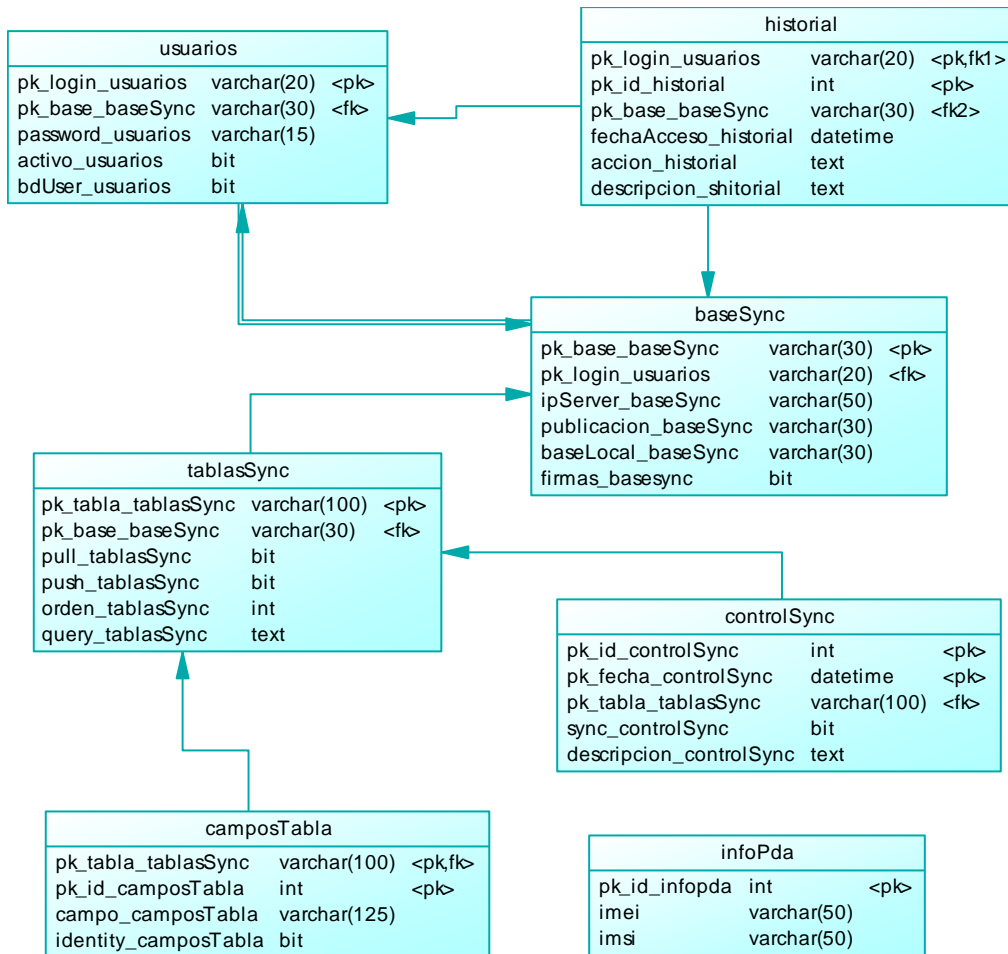 usuarios
pk_login_usuarios varchar(20) <pk>
pk_base_baseSync varchar(30) <fk>
password_usuarios varchar(15)
activo_usuarios bit
bdUser_usuarios bit
historial
pk_login_usuarios varchar(20) <pk,fk1>
pk_id_historial int <pk>
pk_base_baseSync varchar(30) <fk2>
fechaAcceso_historial datetime
accion_historial text
descripcion_shitorial text
baseSync
pk_base_baseSync varchar(30) <pk>
pk_login_usuarios varchar(20) <fk>
ipServer_baseSync varchar(50)
publicacion_baseSync varchar(30)
baseLocal_baseSync varchar(30)
firmas_basesync bit
tablasSync
pk_tabla_tablasSync varchar(100) <pk>
pk_base_baseSync varchar(30) <fk>
pull_tablasSync bit
push_tablasSync bit
orden_tablasSync int
query_tablasSync text
controlSync
pk_id_controlSync int <pk>
pk_fecha_controlSync datetime <pk>
pk_tabla_tablasSync varchar(100) <fk>
sync_controlSync bit
descripcion_controlSync text
camposTabla
pk_tabla_tablasSync varchar(100) <pk,fk>
pk_id_camposTabla int <pk>
campo_camposTabla varchar(125)
identity_camposTabla bit
infoPda
pk_id_infopda int <pk>
imei varchar(50)
imsi varchar(50)